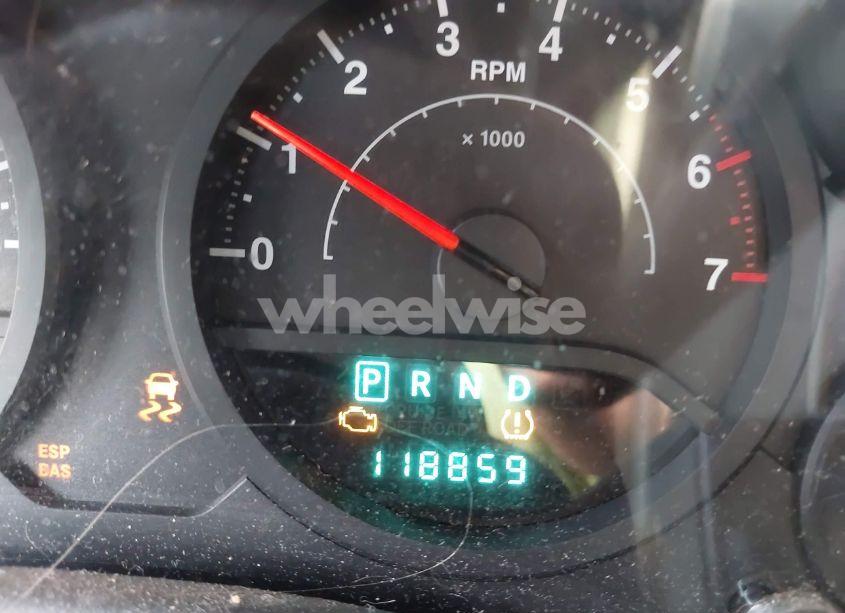 3 4
2 RPM 5
x 1000
1 6
0 7
wheelwise
P R N D
ESP
BAS
118859